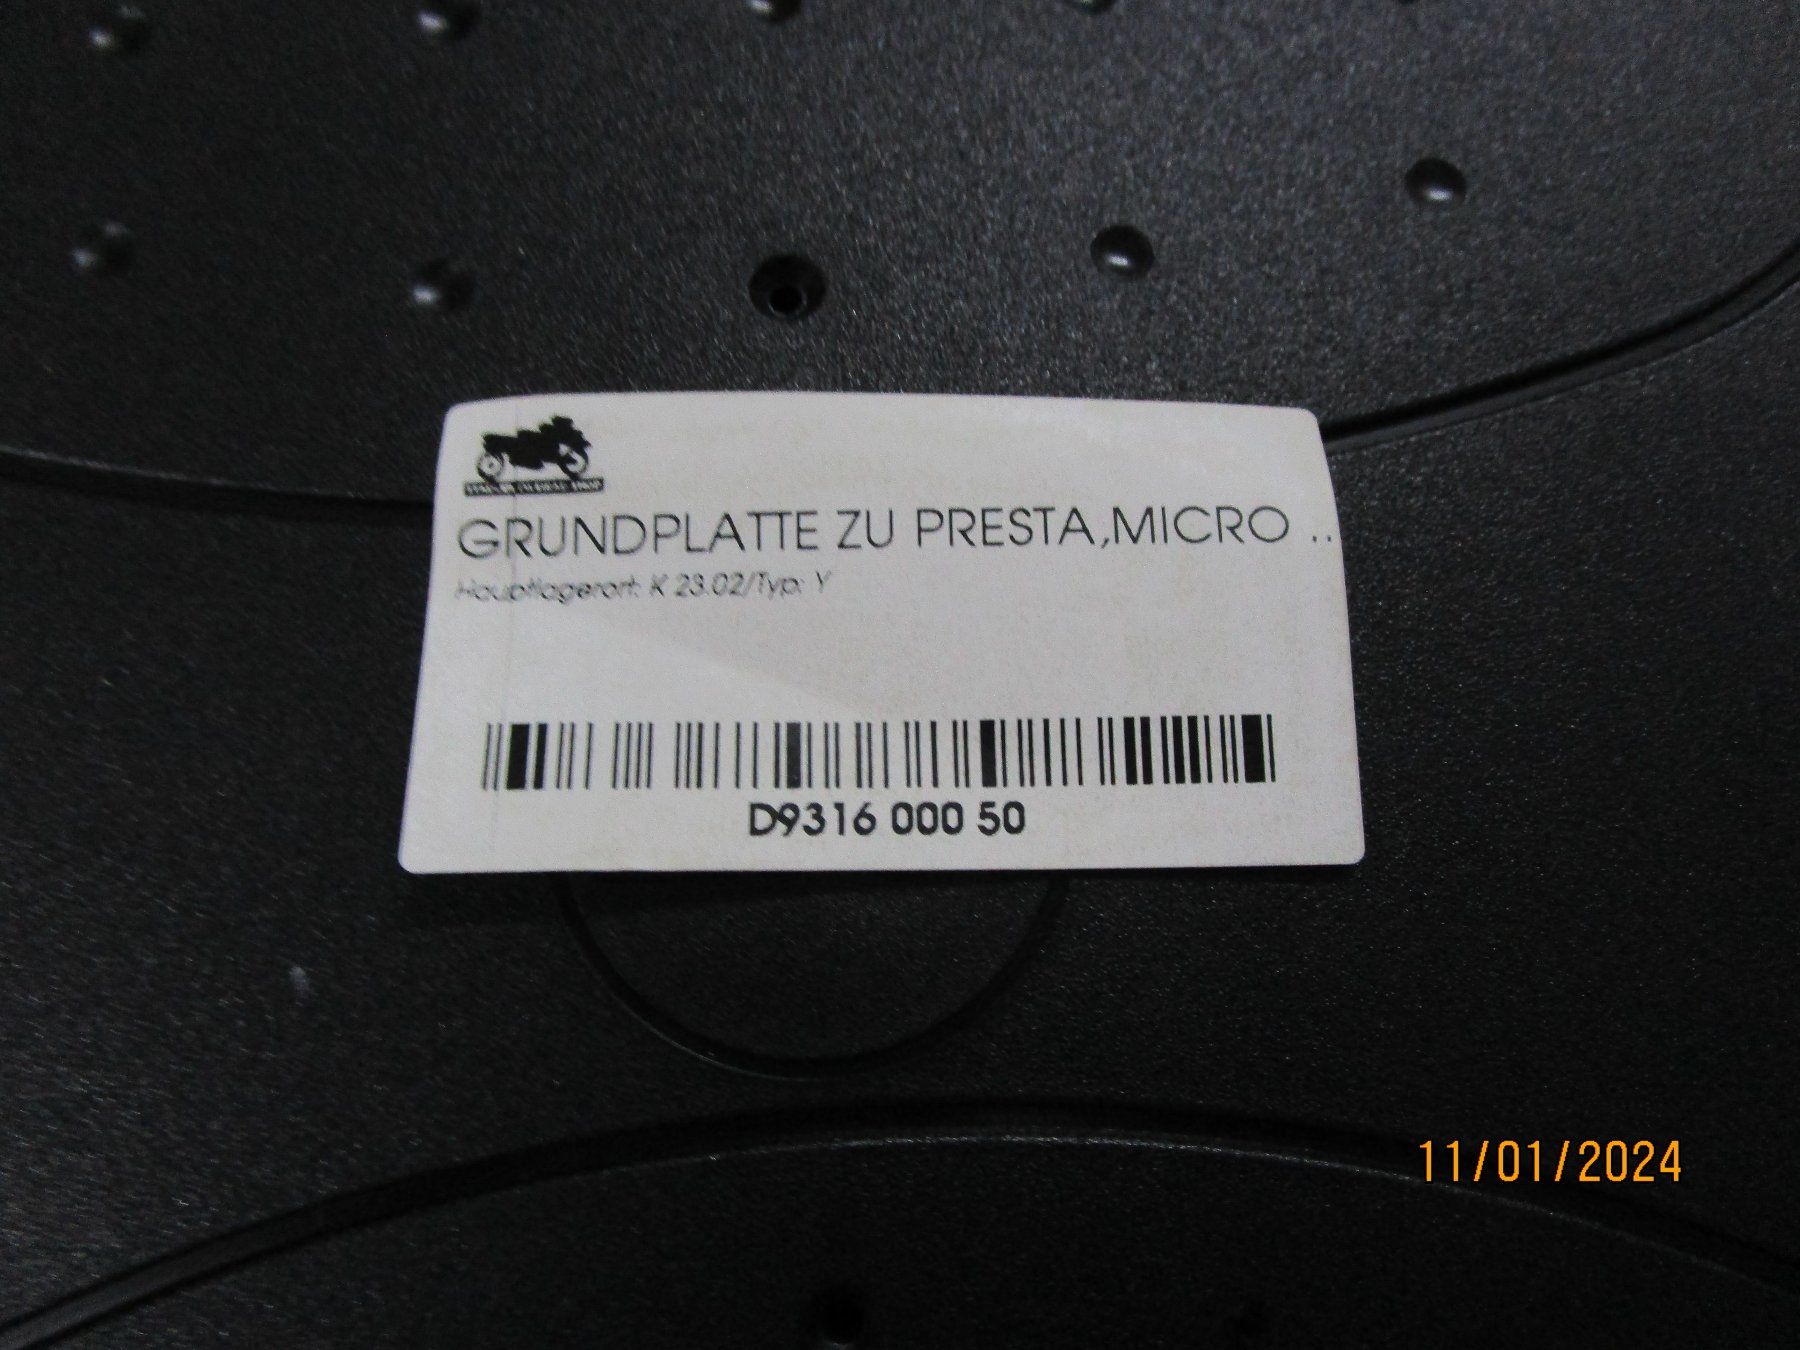 GRUNDPLATTE ZU PRESTA,MICRO ..
Hauptlagerort: K 23.02/Typ: Y
D9316 000 50
11/01/2024